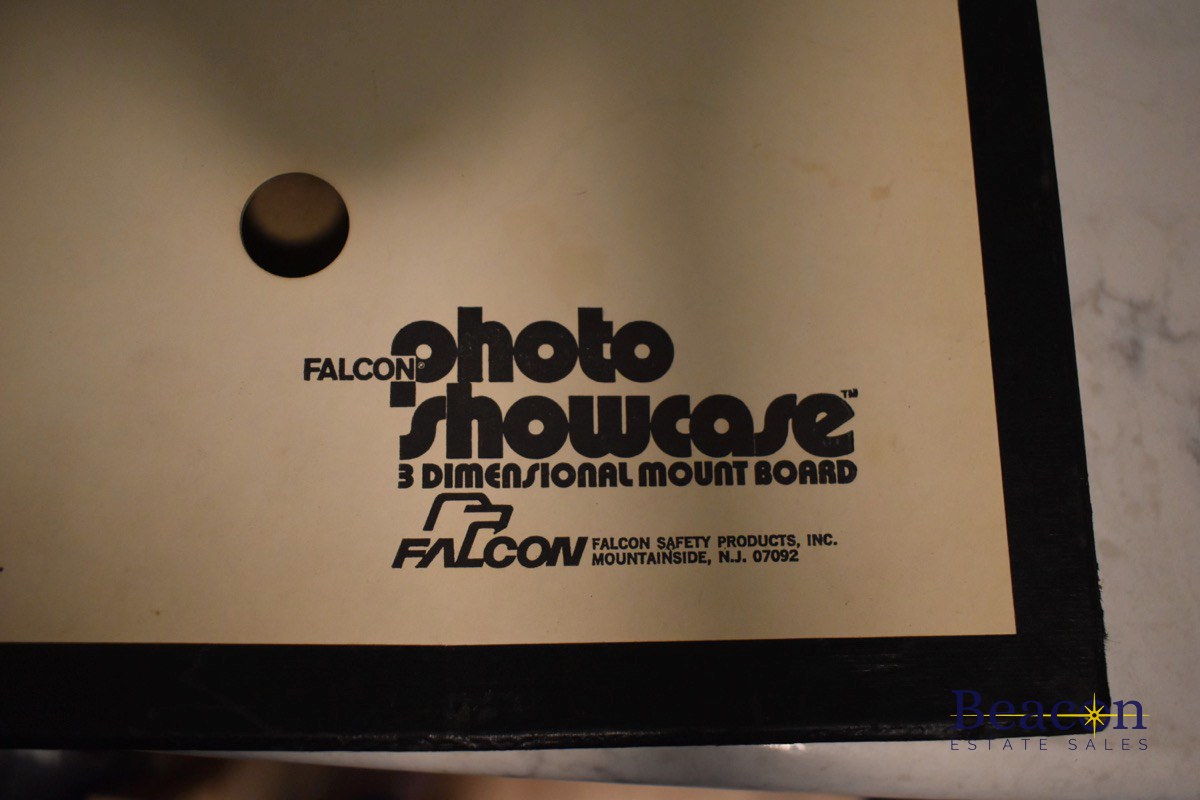 FALCON® photo
showcase™
3 DIMENSIONAL MOUNT BOARD
FALCON
FALCON SAFETY PRODUCTS, INC.
MOUNTAINSIDE, N.J. 07092
Beacon
ESTATE SALES